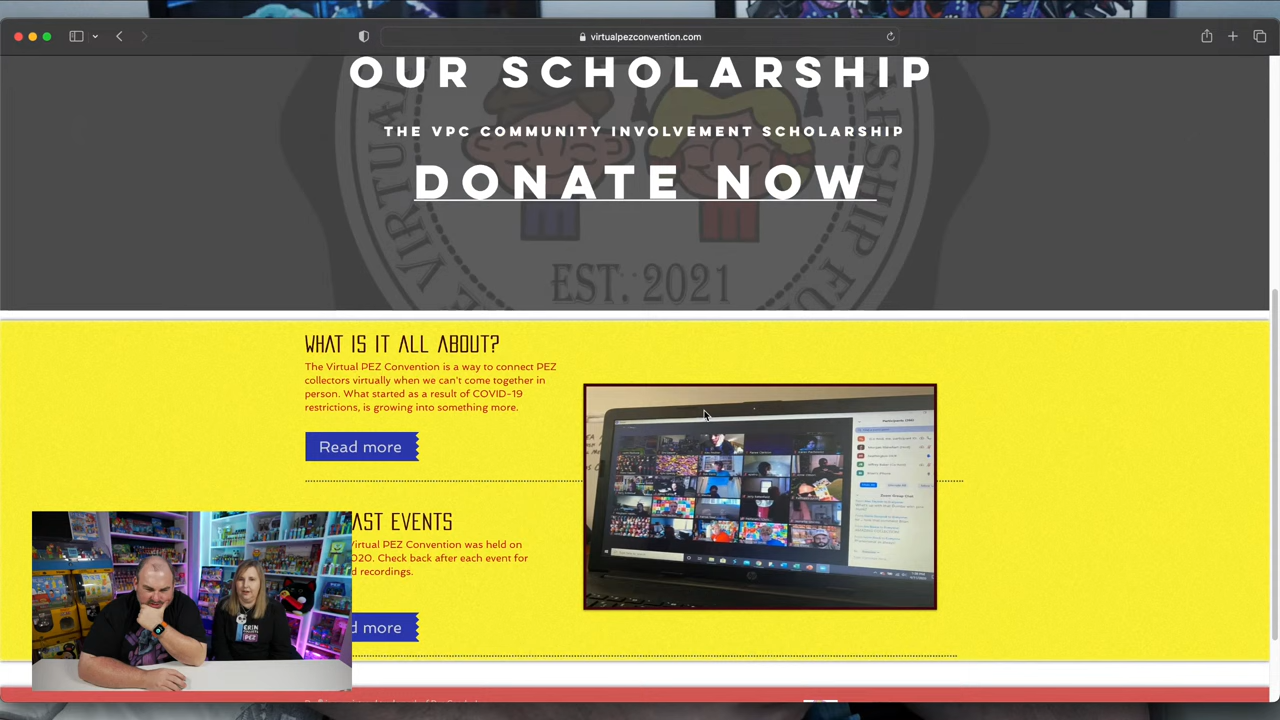 virtualpezconvention.com
OUR SCHOLARSHIP
THE VPC COMMUNITY INVOLVEMENT SCHOLARSHIP
DONATE NOW
EST. 2021
WHAT IS IT ALL ABOUT?
The Virtual PEZ Convention is a way to connect PEZ
collectors virtually when we can't come together in
person. What started as a result of COVID-19
restrictions, is growing into something more.
Read more
AST EVENTS
irtual PEZ Convention was held on
020. Check back after each event for
d recordings.
d more
PEZ